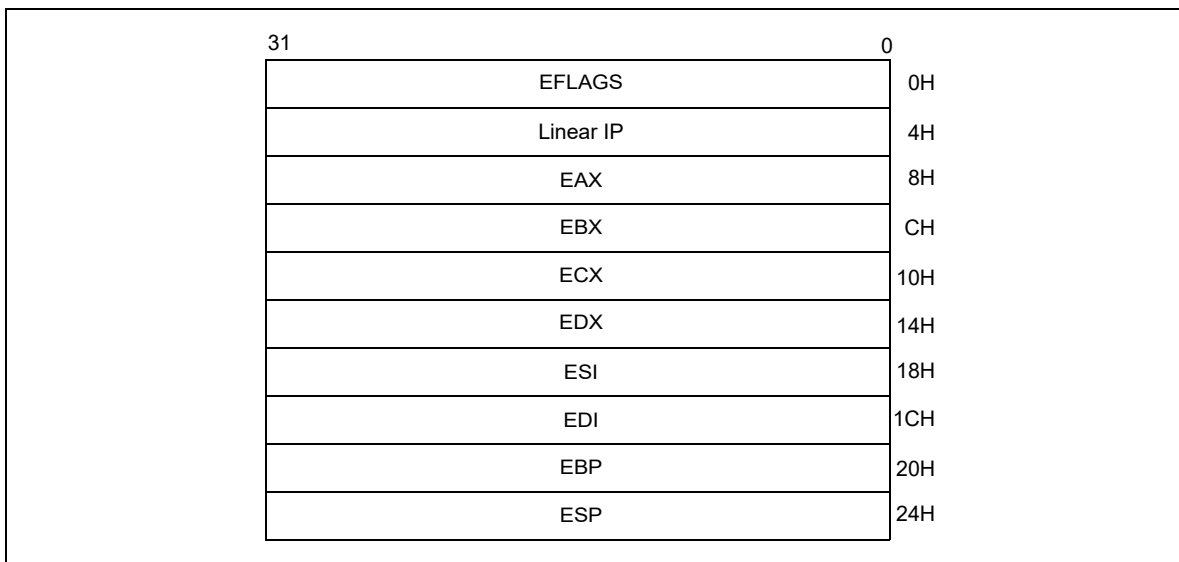 31 0
EFLAGS 0H
Linear IP 4H
EAX 8H
EBX CH
ECX 10H
EDX 14H
ESI 18H
EDI 1CH
EBP 20H
ESP 24H